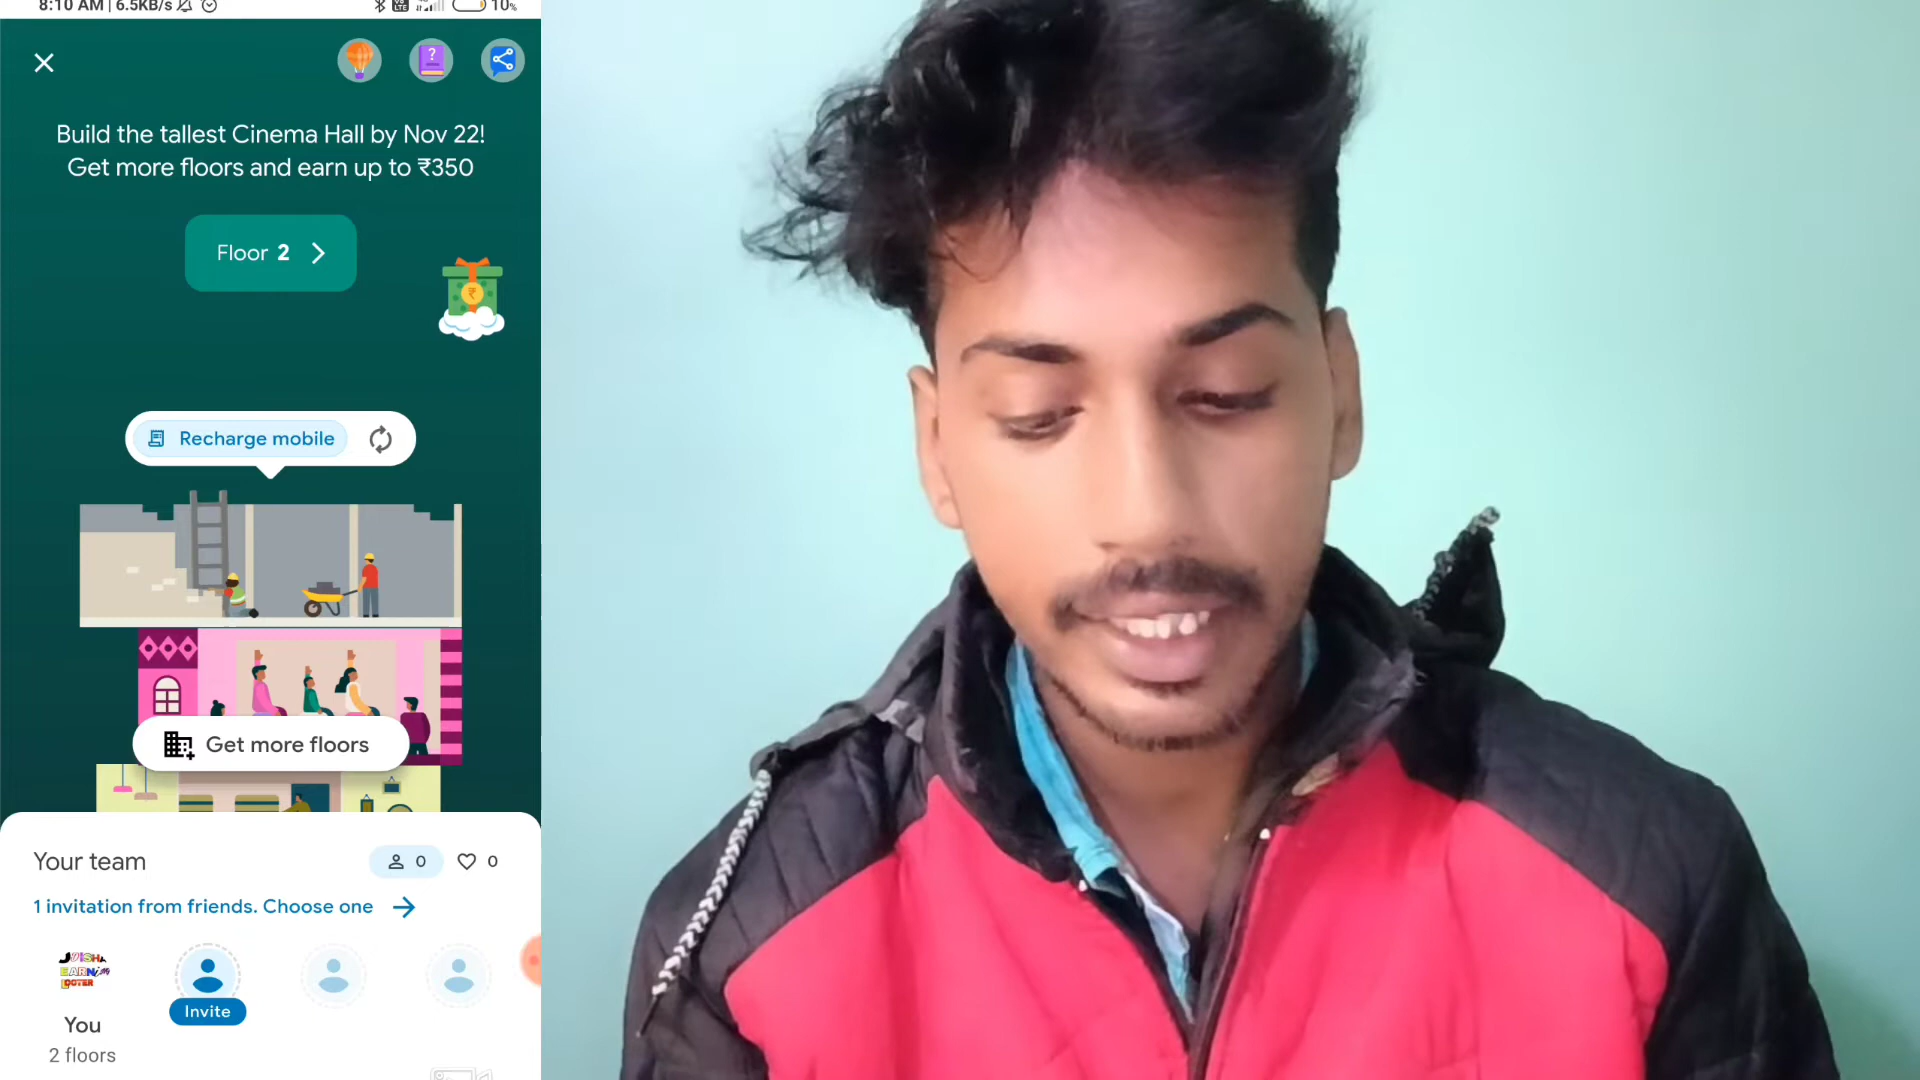 8:10 AM | 6.5KB/s
10%
?
Build the tallest Cinema Hall by Nov 22!
Get more floors and earn up to ₹350
Floor 2
₹
Recharge mobile
Get more floors
Your team
0
0
1 invitation from friends. Choose one
EARNING
LOOTER
Invite
You
2 floors